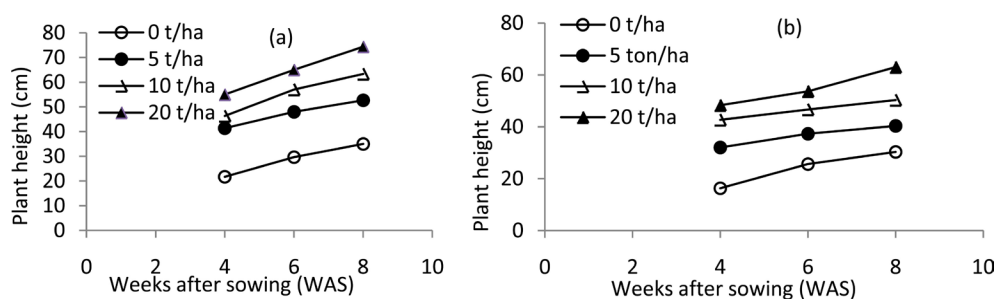 (a)
0 t/ha
5 t/ha
10 t/ha
20 t/ha
Plant height (cm)
80
70
60
50
40
30
20
10
0
0 2 4 6 8 10
Weeks after sowing (WAS)
(b)
0 t/ha
5 ton/ha
10 t/ha
20 t/ha
Plant height (cm)
80
60
40
20
0
0 2 4 6 8 10
Weeks after sowing (WAS)